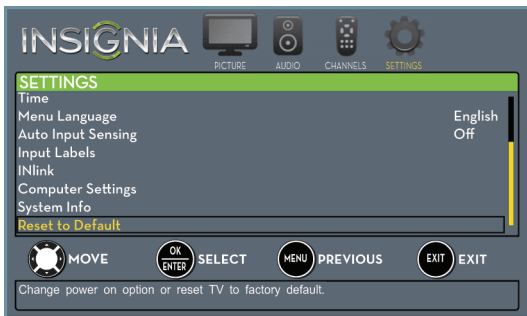 INSIGNIA
PICTURE AUDIO CHANNELS SETTINGS
SETTINGS
Time
Menu Language English
Auto Input Sensing Off
Input Labels
INlink
Computer Settings
System Info
Reset to Default
MOVE OK ENTER SELECT MENU PREVIOUS EXIT EXIT
Change power on option or reset TV to factory default.